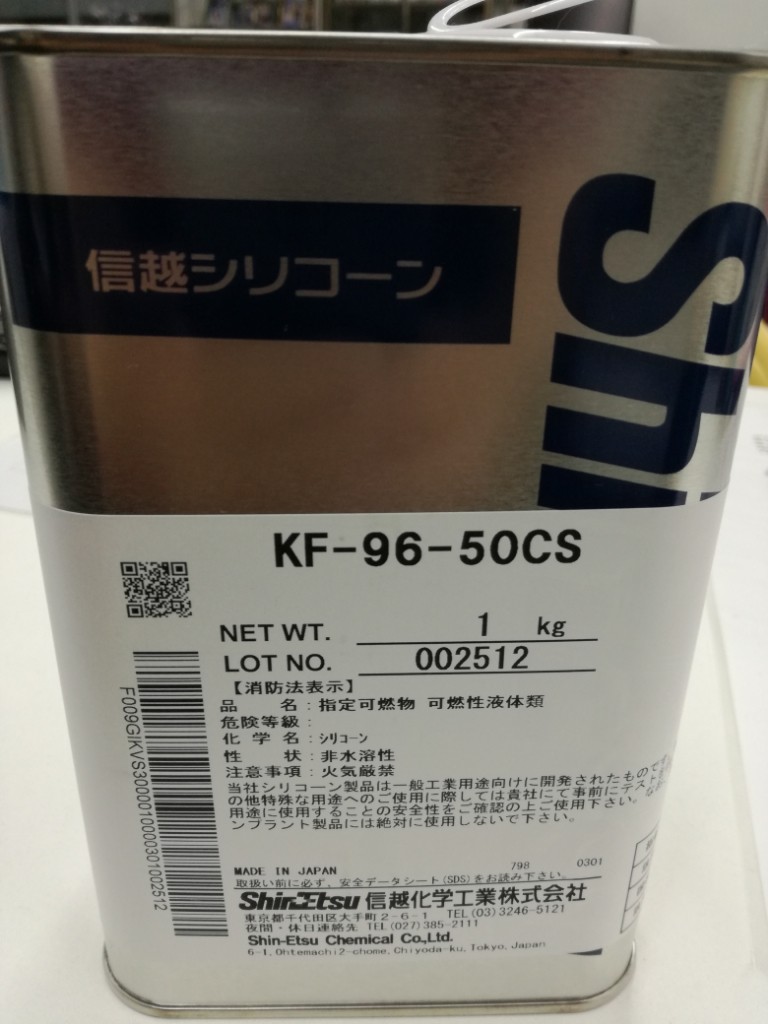 信越シリコーン
Shi
KF-96-50CS
NET WT. 1 kg
LOT NO. 002512
【消防法表示】
品 名:指定可燃物 可燃性液体類
危険等級:
化 学 名:シリコーン
性 状:非水溶性
注意事項:火気厳禁
当社シリコーン製品は一般工業用途向けに開発されたものです
の他特殊な用途へのご使用に際しては貴社にて事前にテストを
用途に使用することの安全性をご確認の上ご使用下さい。な
ンプラント製品には絶対に使用しないで下さい。
F009GIKVS30000010000301002512
798 0301
MADE IN JAPAN
取扱い前に必ず、安全データシート(SDS)をお読み下さい。
ShinEtsu 信越化学工業株式会社
東京都千代田区大手町2-6-1 TEL(03)3246-5121
夜間・休日連絡先 TEL(027)385-2111
Shin-Etsu Chemical Co.,Ltd.
6-1,Ohtemachi2-chome,Chiyoda-ku,Tokyo,Japan